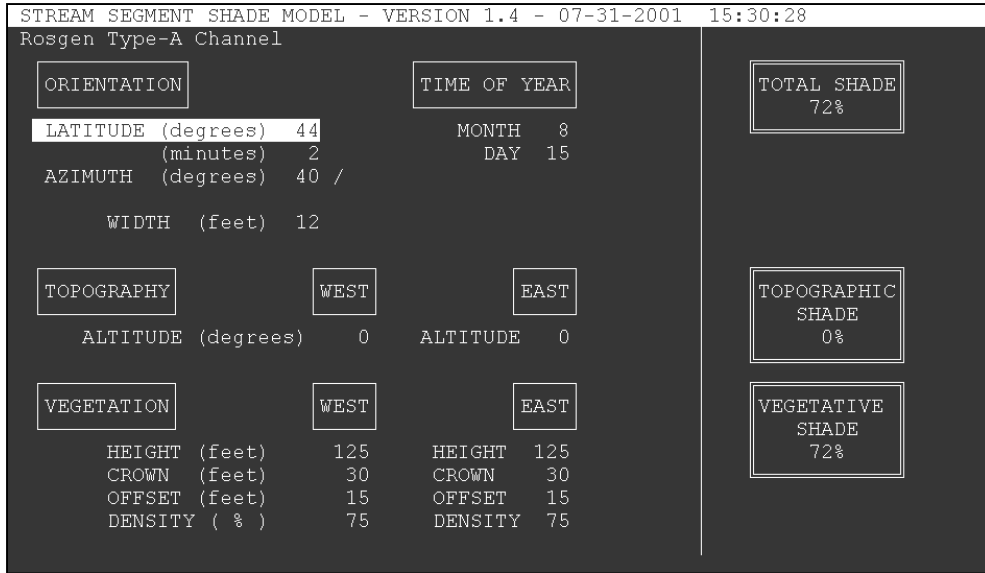 STREAM SEGMENT SHADE MODEL - VERSION 1.4 - 07-31-2001 15:30:28
Rosgen Type-A Channel
ORIENTATION TIME OF YEAR TOTAL SHADE
72%
LATITUDE (degrees) 44 MONTH 8
(minutes) 2 DAY 15
AZIMUTH (degrees) 40 /
WIDTH (feet) 12
TOPOGRAPHY WEST EAST TOPOGRAPHIC
SHADE
ALTITUDE (degrees) 0 ALTITUDE 0 0%
VEGETATION WEST EAST VEGETATIVE
SHADE
HEIGHT (feet) 125 HEIGHT 125 72%
CROWN (feet) 30 CROWN 30
OFFSET (feet) 15 OFFSET 15
DENSITY ( % ) 75 DENSITY 75